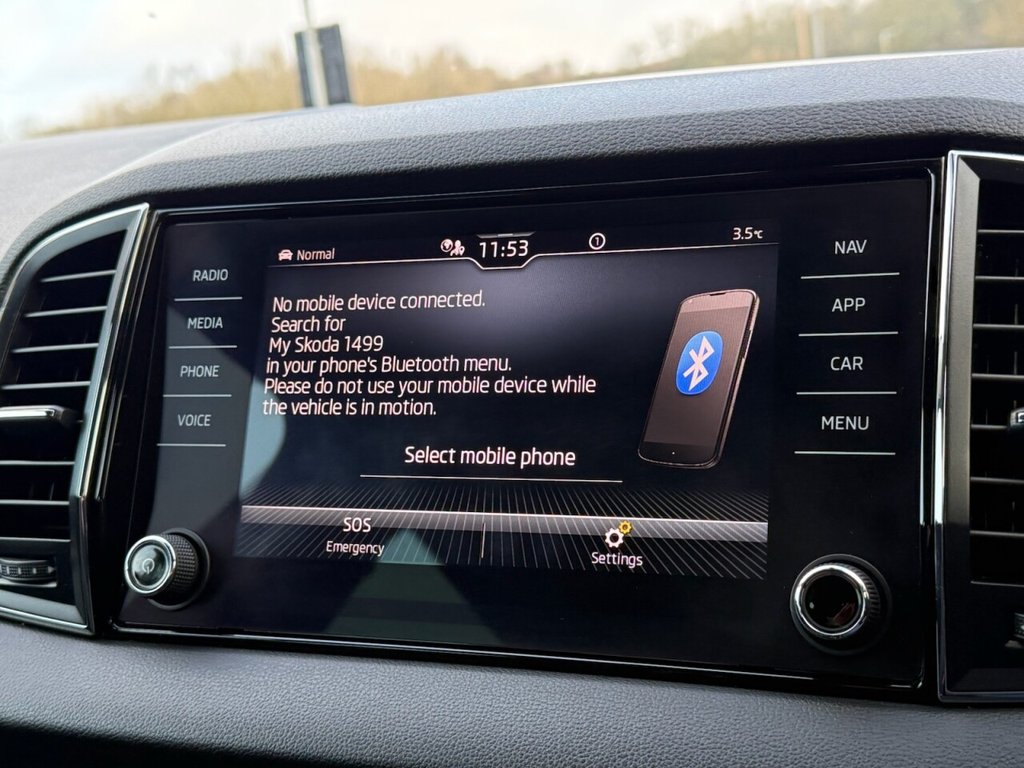 Normal
11:53
1
3.5°C
RADIO
MEDIA
PHONE
VOICE
No mobile device connected.
Search for
My Skoda 1499
in your phone's Bluetooth menu.
Please do not use your mobile device while
the vehicle is in motion.
Select mobile phone
SOS
Emergency
Settings
NAV
APP
CAR
MENU